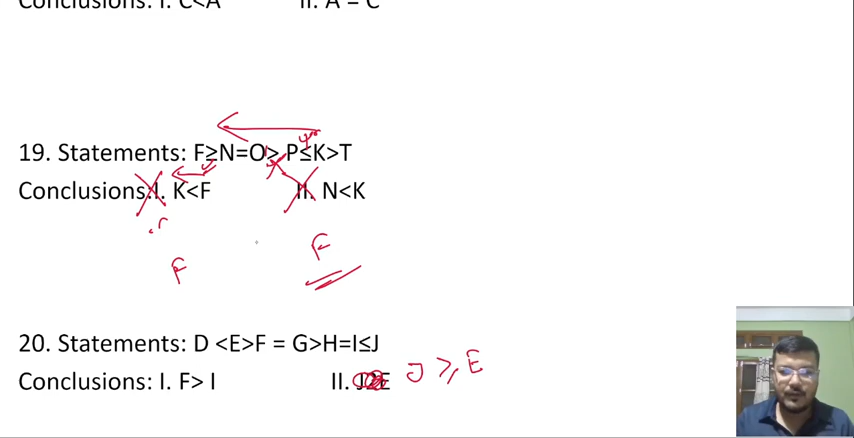 Conclusions: I. C<A II. A = C
19. Statements: F≥N=O> P≤K>T
Conclusions: I. K<F II. N<K
F F
20. Statements: D <E>F = G>H=I≤J
Conclusions: I. F> I II. E J ≥ E